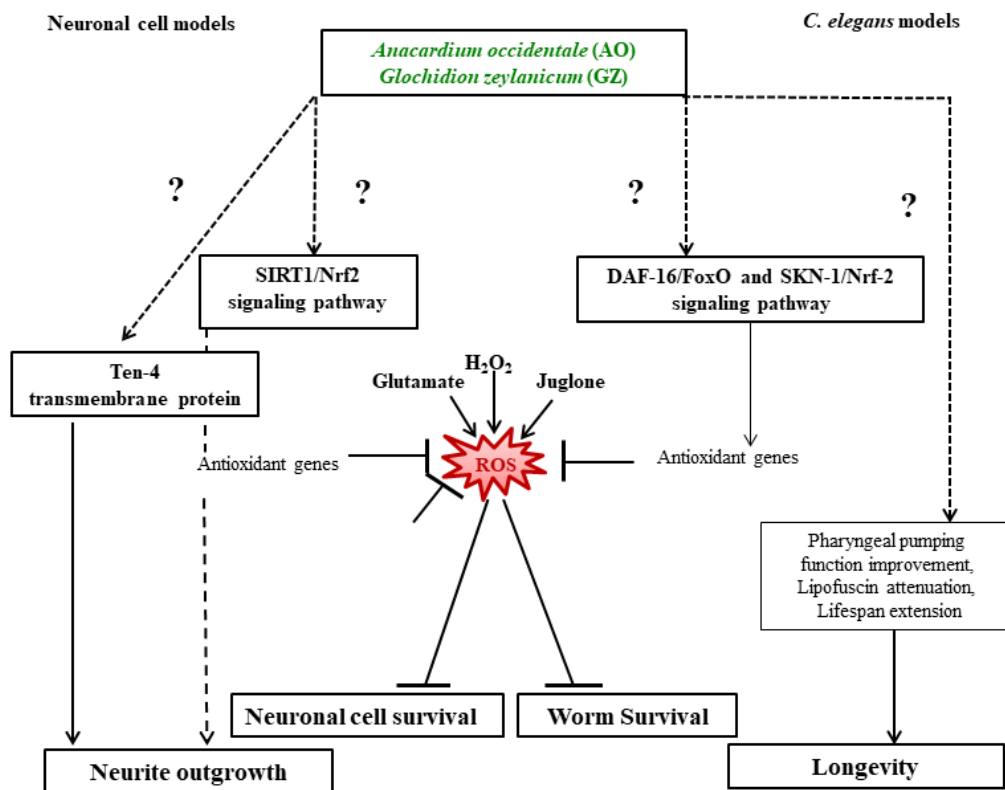 Neuronal cell models
C. elegans models
Anacardium occidentale (AO)
Glochidion zeylanicum (GZ)
?
?
?
?
SIRT1/Nrf2
signaling pathway
DAF-16/FoxO and SKN-1/Nrf-2
signaling pathway
Ten-4
transmembrane protein
H₂O₂
Glutamate
Juglone
ROS
Antioxidant genes
Antioxidant genes
Pharyngeal pumping
function improvement,
Lipofuscin attenuation,
Lifespan extension
Neuronal cell survival
Worm Survival
Neurite outgrowth
Longevity